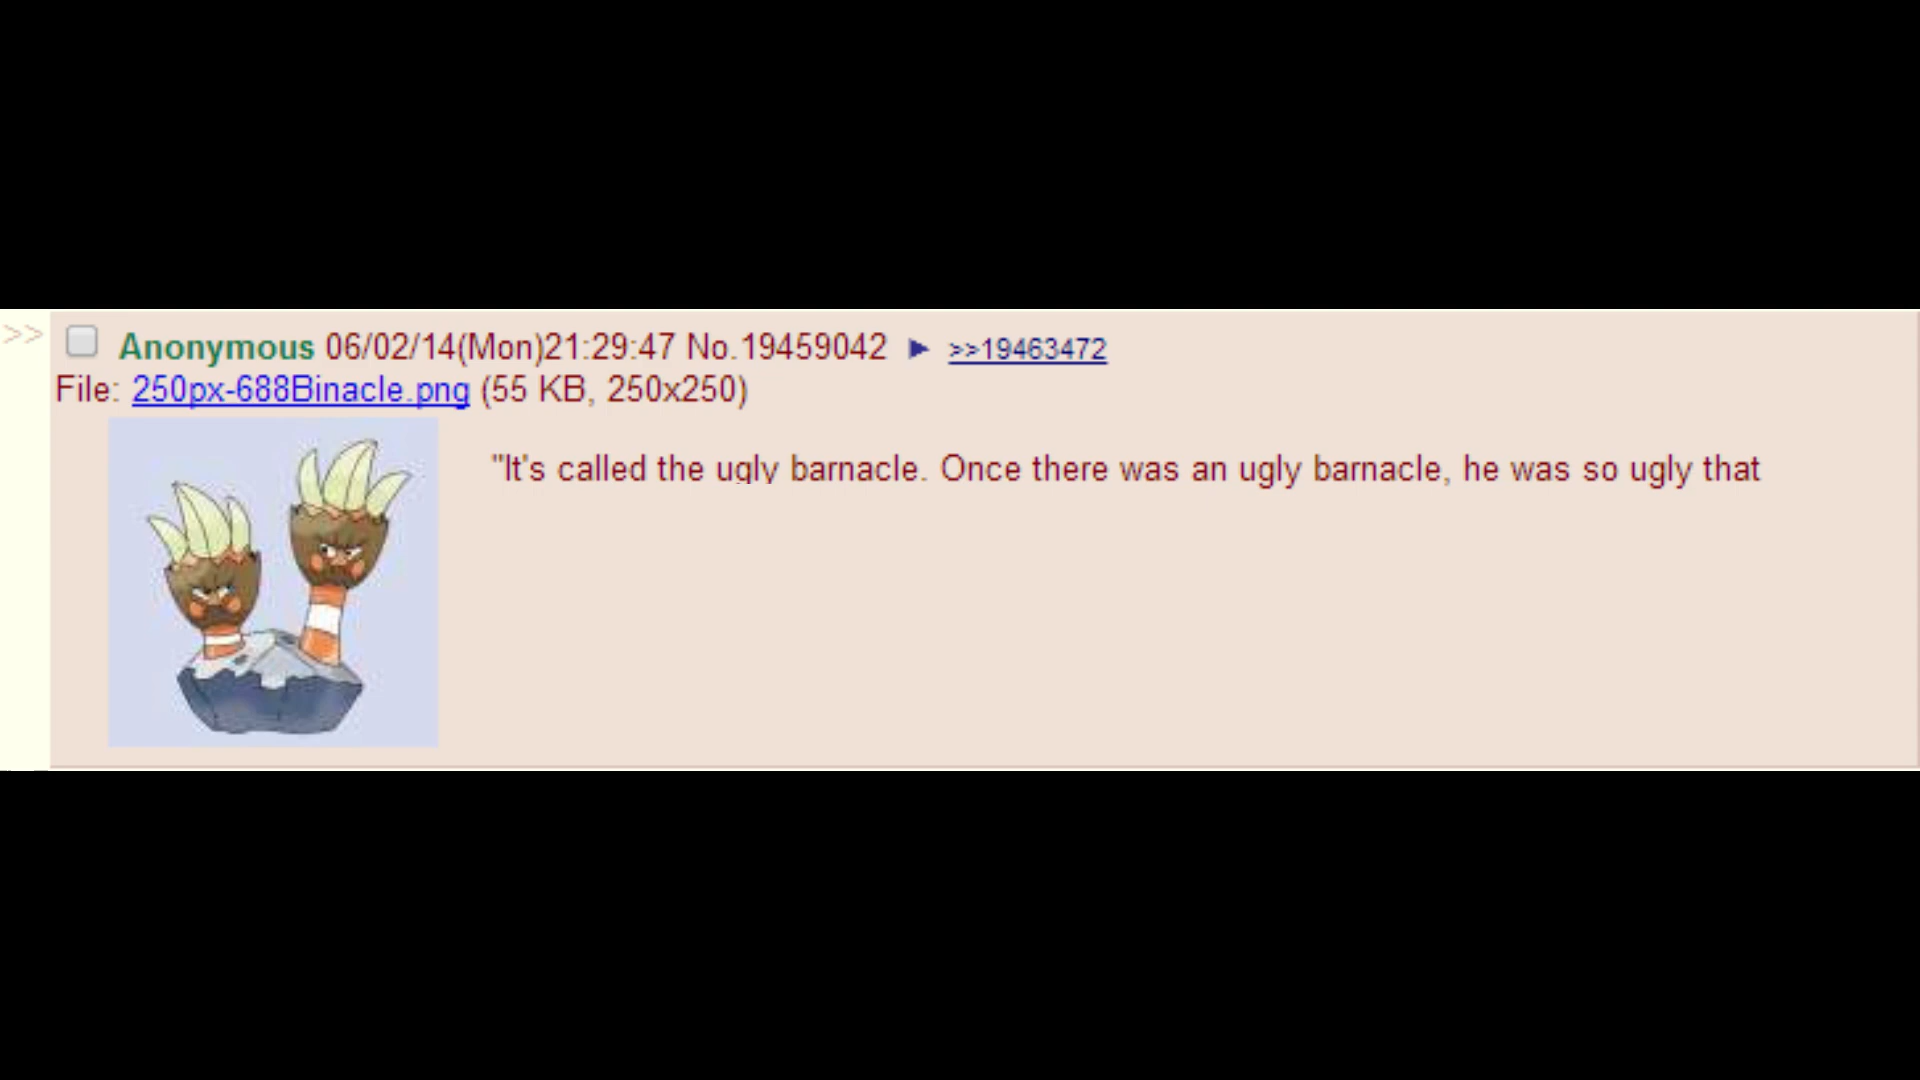 >> Anonymous 06/02/14(Mon)21:29:47 No.19459042 ▶ >>19463472
File: 250px-688Binacle.png (55 KB, 250x250)
"It's called the ugly barnacle. Once there was an ugly barnacle, he was so ugly that